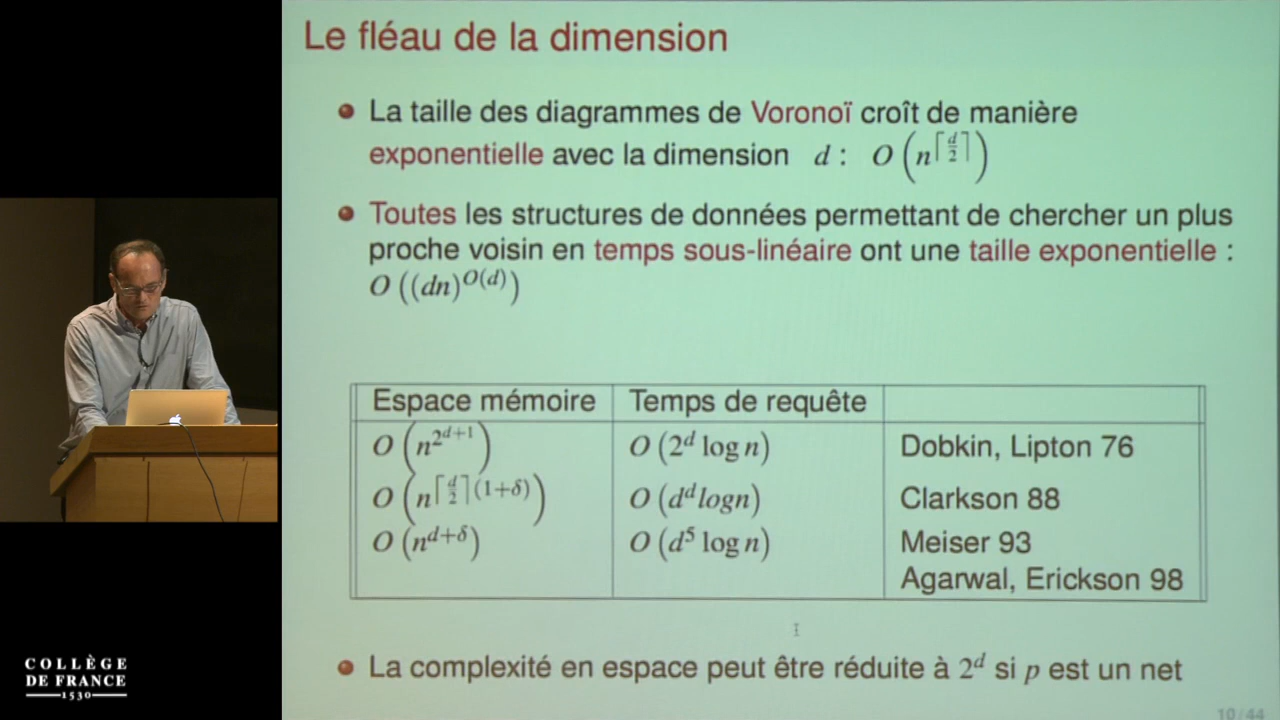 Le fléau de la dimension
La taille des diagrammes de Voronoï croît de manière
exponentielle avec la dimension d : O(n^⌈d/2⌉)
Toutes les structures de données permettant de chercher un plus
proche voisin en temps sous-linéaire ont une taille exponentielle :
O((dn)^O(d))
Espace mémoire Temps de requête
O(n^2^d+1) O(2^d log n) Dobkin, Lipton 76
O(n^⌈d/2⌉(1+δ)) O(d^d logn) Clarkson 88
O(n^d+δ) O(d^5 log n) Meiser 93
Agarwal, Erickson 98
La complexité en espace peut être réduite à 2^d si p est un net
10/44
COLLÈGE
DE FRANCE
1530